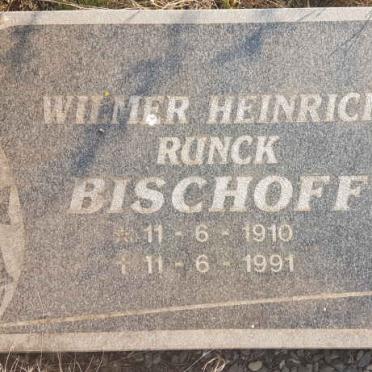 WILMER HEINRICH
RUNCK
BISCHOFF
* 11 - 6 - 1910
† 11 - 6 - 1991